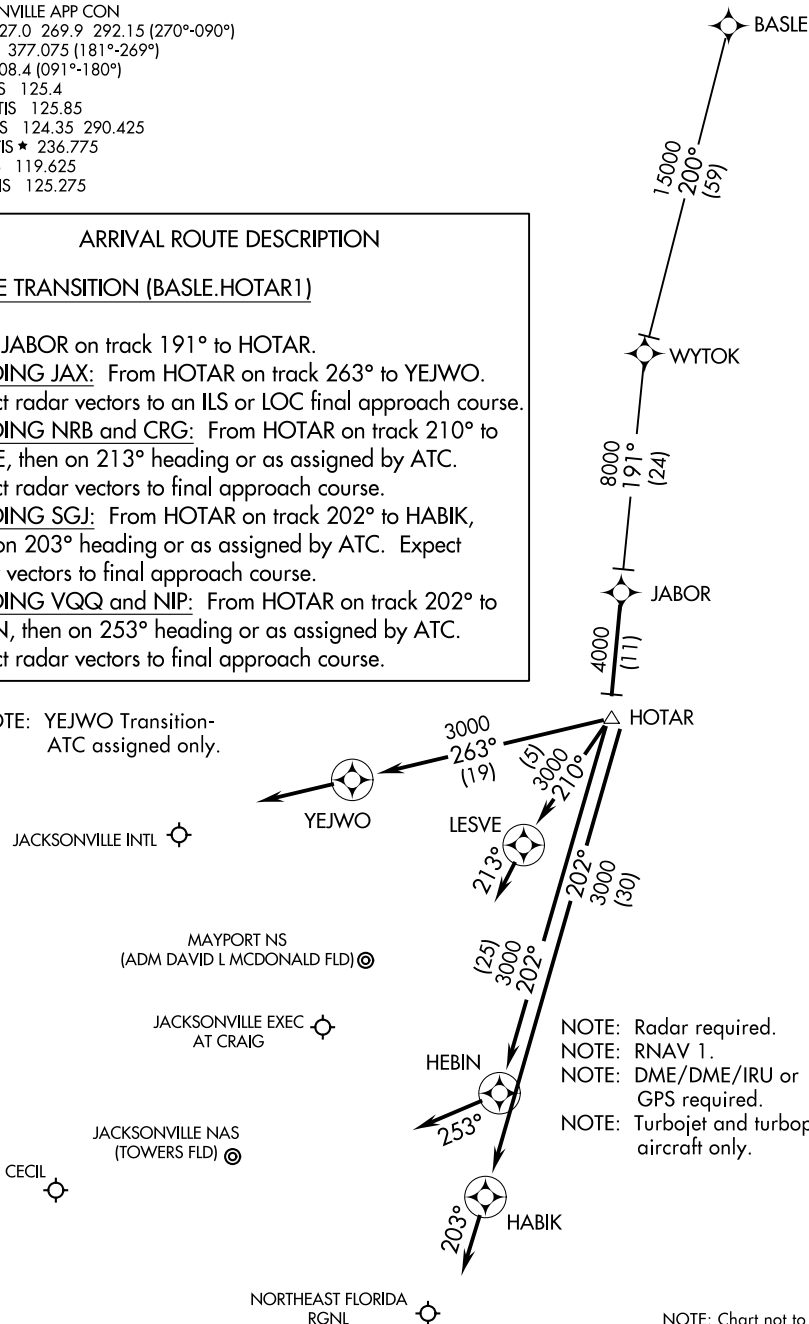 NVILLE APP CON
27.0 269.9 292.15 (270°-090°)
377.075 (181°-269°)
08.4 (091°-180°)
S 125.4
TIS 125.85
S 124.35 290.425
TIS ★ 236.775
119.625
IS 125.275
ARRIVAL ROUTE DESCRIPTION
E TRANSITION (BASLE.HOTAR1)
JABOR on track 191° to HOTAR.
DING JAX: From HOTAR on track 263° to YEJWO.
ct radar vectors to an ILS or LOC final approach course.
DING NRB and CRG: From HOTAR on track 210° to
E, then on 213° heading or as assigned by ATC.
ct radar vectors to final approach course.
DING SGJ: From HOTAR on track 202° to HABIK,
on 203° heading or as assigned by ATC. Expect
vectors to final approach course.
DING VQQ and NIP: From HOTAR on track 202° to
N, then on 253° heading or as assigned by ATC.
ct radar vectors to final approach course.
OTE: YEJWO Transition-
ATC assigned only.
BASLE
15000
200°
(59)
WYTOK
8000
191°
(24)
JABOR
4000
(11)
HOTAR
3000
263°
(19)
YEJWO
(5)
3000
210°
LESVE
213°
202°
3000
(30)
(25)
3000
202°
JACKSONVILLE INTL
MAYPORT NS
(ADM DAVID L MCDONALD FLD)
JACKSONVILLE EXEC
AT CRAIG
HEBIN
253°
JACKSONVILLE NAS
(TOWERS FLD)
CECIL
HABIK
203°
NORTHEAST FLORIDA
RGNL
NOTE: Radar required.
NOTE: RNAV 1.
NOTE: DME/DME/IRU or
GPS required.
NOTE: Turbojet and turbop
aircraft only.
NOTE: Chart not to